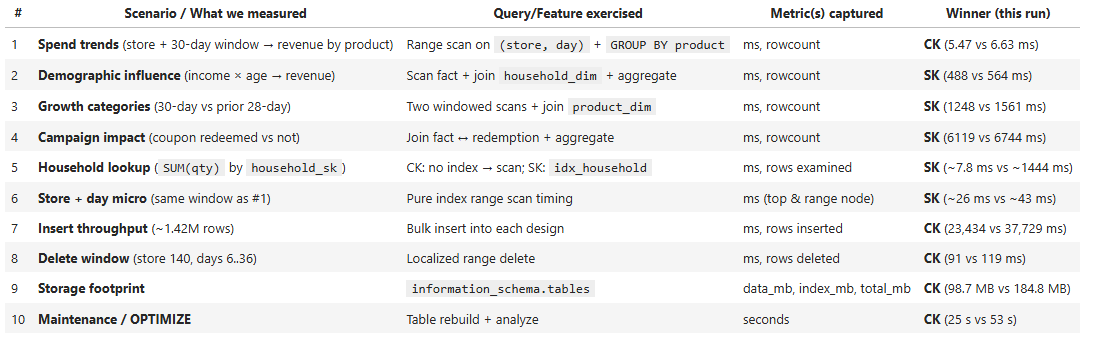 # Scenario / What we measured Query/Feature exercised Metric(s) captured Winner (this run)
1 Spend trends (store + 30-day window → revenue by product) Range scan on (store, day) + GROUP BY product ms, rowcount CK (5.47 vs 6.63 ms)
2 Demographic influence (income × age → revenue) Scan fact + join household_dim + aggregate ms, rowcount SK (488 vs 564 ms)
3 Growth categories (30-day vs prior 28-day) Two windowed scans + join product_dim ms, rowcount SK (1248 vs 1561 ms)
4 Campaign impact (coupon redeemed vs not) Join fact ↔ redemption + aggregate ms, rowcount SK (6119 vs 6744 ms)
5 Household lookup ( SUM(qty) by household_sk ) CK: no index → scan; SK: idx_household ms, rows examined SK (~7.8 ms vs ~1444 ms)
6 Store + day micro (same window as #1) Pure index range scan timing ms (top & range node) SK (~26 ms vs ~43 ms)
7 Insert throughput (~1.42M rows) Bulk insert into each design ms, rows inserted CK (23,434 vs 37,729 ms)
8 Delete window (store 140, days 6..36) Localized range delete ms, rows deleted CK (91 vs 119 ms)
9 Storage footprint information_schema.tables data_mb, index_mb, total_mb CK (98.7 MB vs 184.8 MB)
10 Maintenance / OPTIMIZE Table rebuild + analyze seconds CK (25 s vs 53 s)